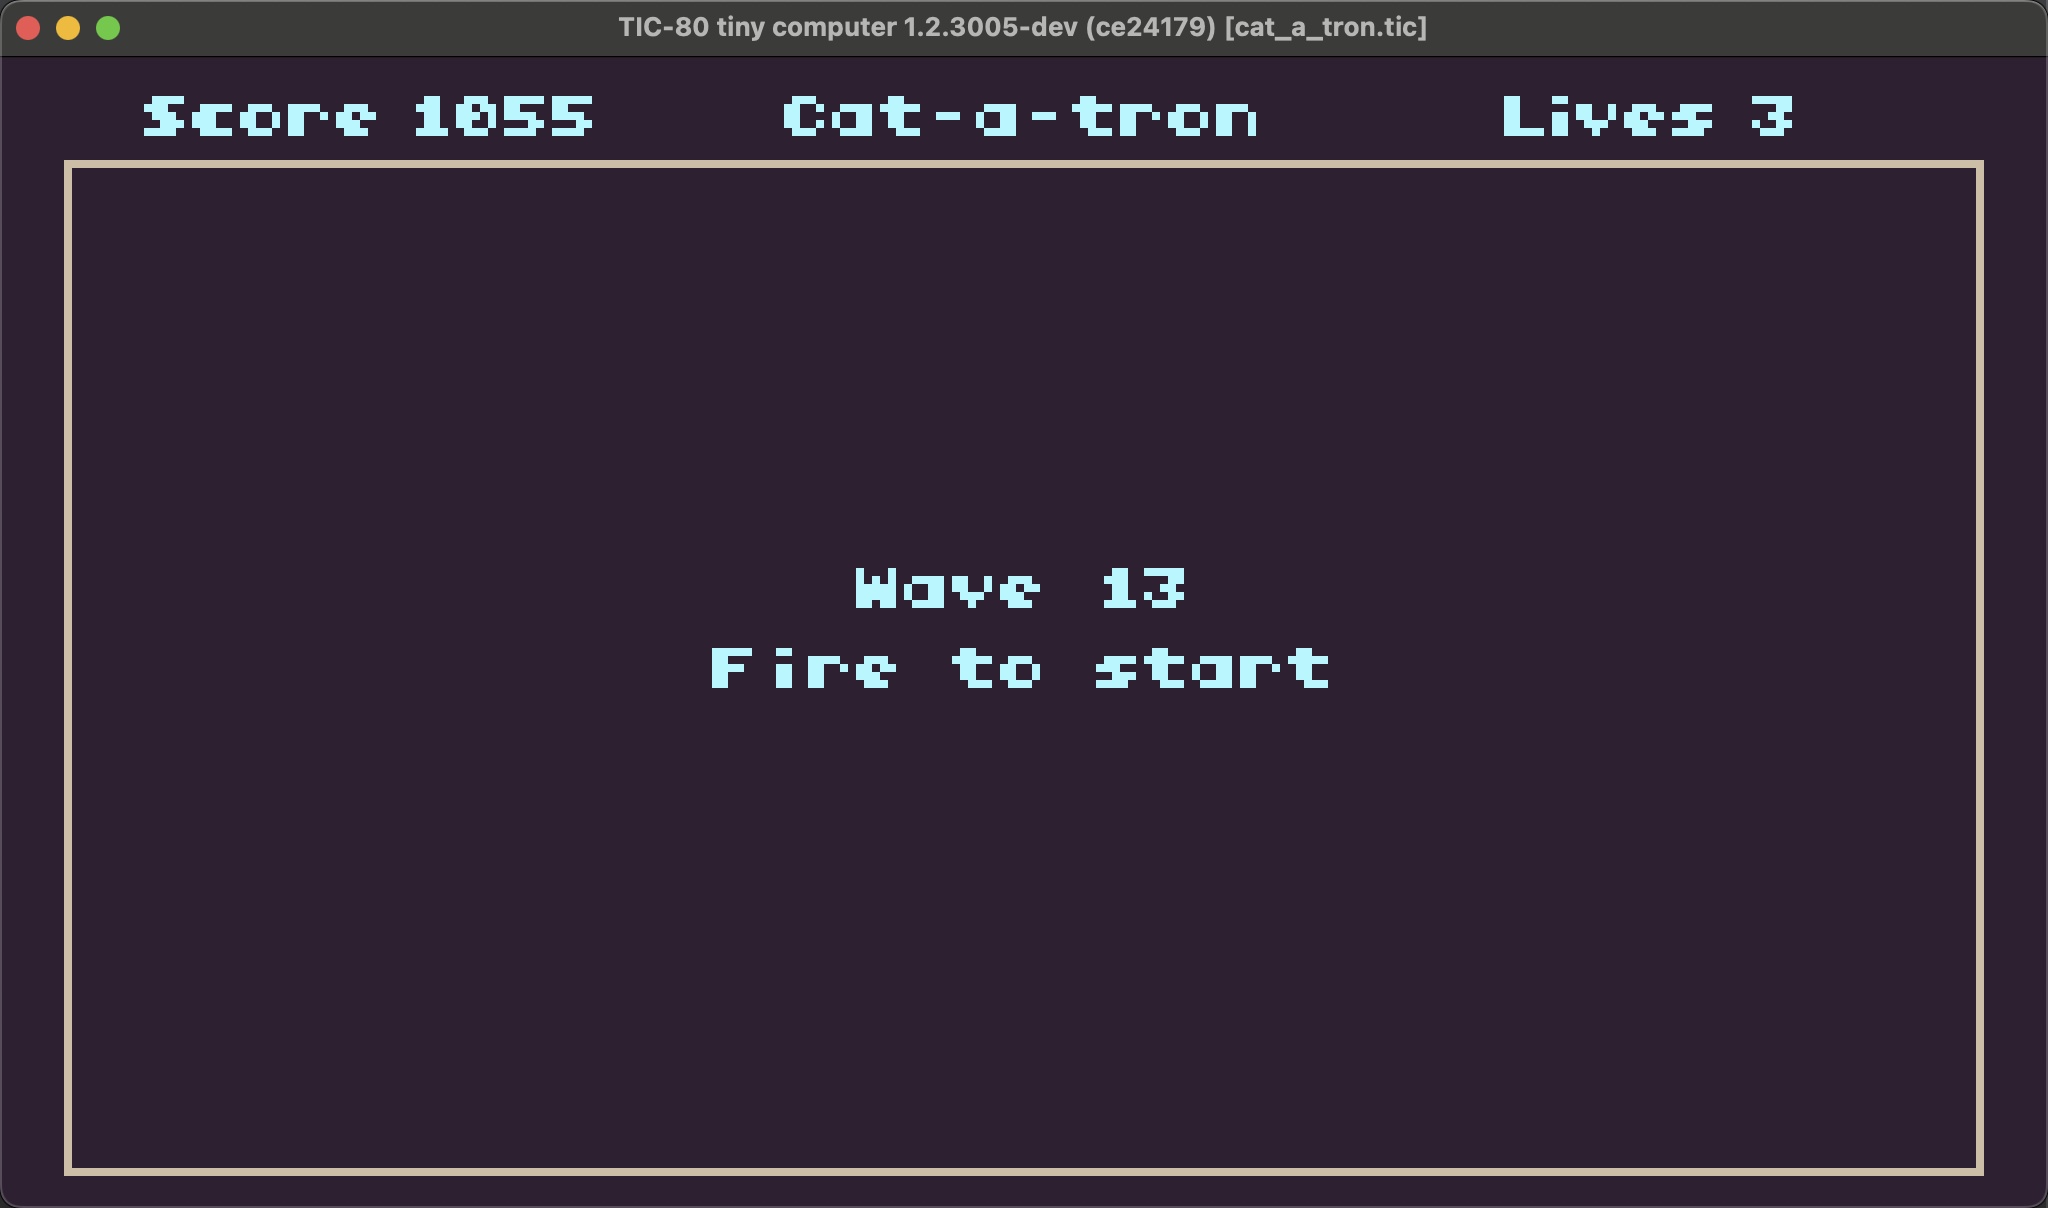 TIC-80 tiny computer 1.2.3005-dev (ce24179) [cat_a_tron.tic]
Score 1055 Cat-a-tron Lives 3
Wave 13
Fire to start